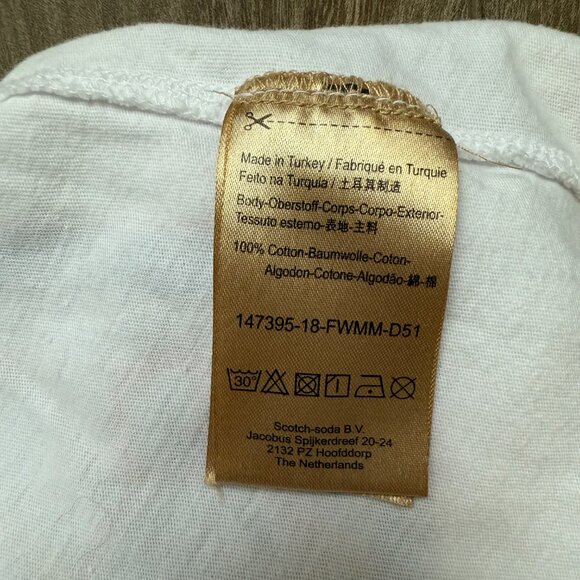 Made in Turkey / Fabriqué en Turquie
Feito na Turquia / 土耳其制造
Body-Oberstoff-Corps-Corpo-Exterior-
Tessuto esterno-表地-主料
100% Cotton-Baumwolle-Coton-
Algodon-Cotone-Algodão-綿-棉
147395-18-FWMM-D51
30°
Scotch-soda B.V.
Jacobus Spijkerdreef 20-24
2132 PZ Hoofddorp
The Netherlands